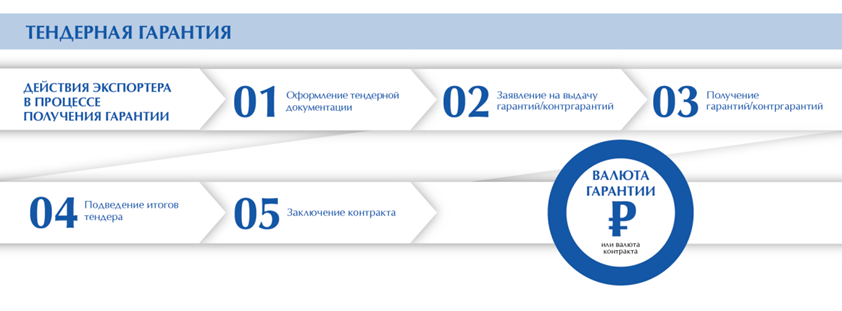 ТЕНДЕРНАЯ ГАРАНТИЯ
ДЕЙСТВИЯ ЭКСПОРТЕРА
В ПРОЦЕССЕ
ПОЛУЧЕНИЯ ГАРАНТИИ
01
Оформление тендерной
документации
02
Заявление на выдачу
гарантий/контргарантий
03
Получение
гарантий/контргарантий
04
Подведение итогов
тендера
05
Заключение контракта
ВАЛЮТА
ГАРАНТИИ
₽
или валюта
контракта